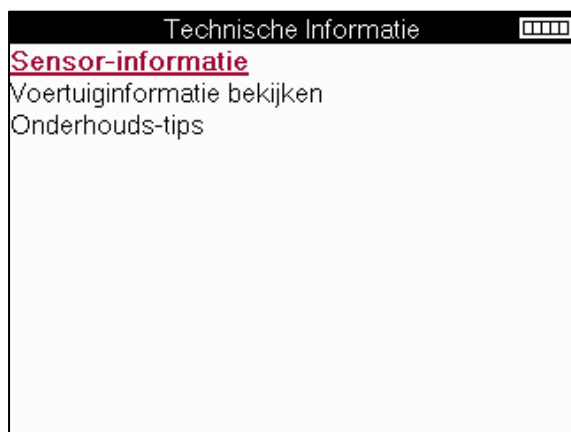 Technische Informatie
Sensor-informatie
Voertuiginformatie bekijken
Onderhouds-tips